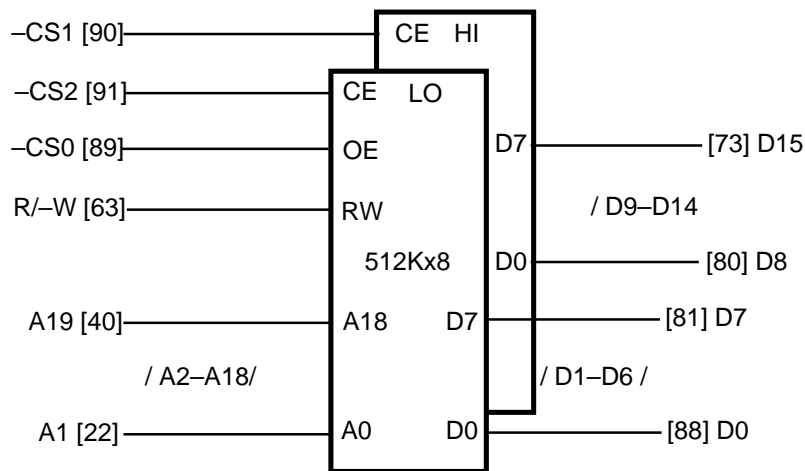 –CS1 [90] CE HI
–CS2 [91] CE LO
–CS0 [89] OE D7 [73] D15
R/–W [63] RW / D9–D14
512Kx8 D0 [80] D8
A19 [40] A18 D7 [81] D7
/ A2–A18/ / D1–D6 /
A1 [22] A0 D0 [88] D0